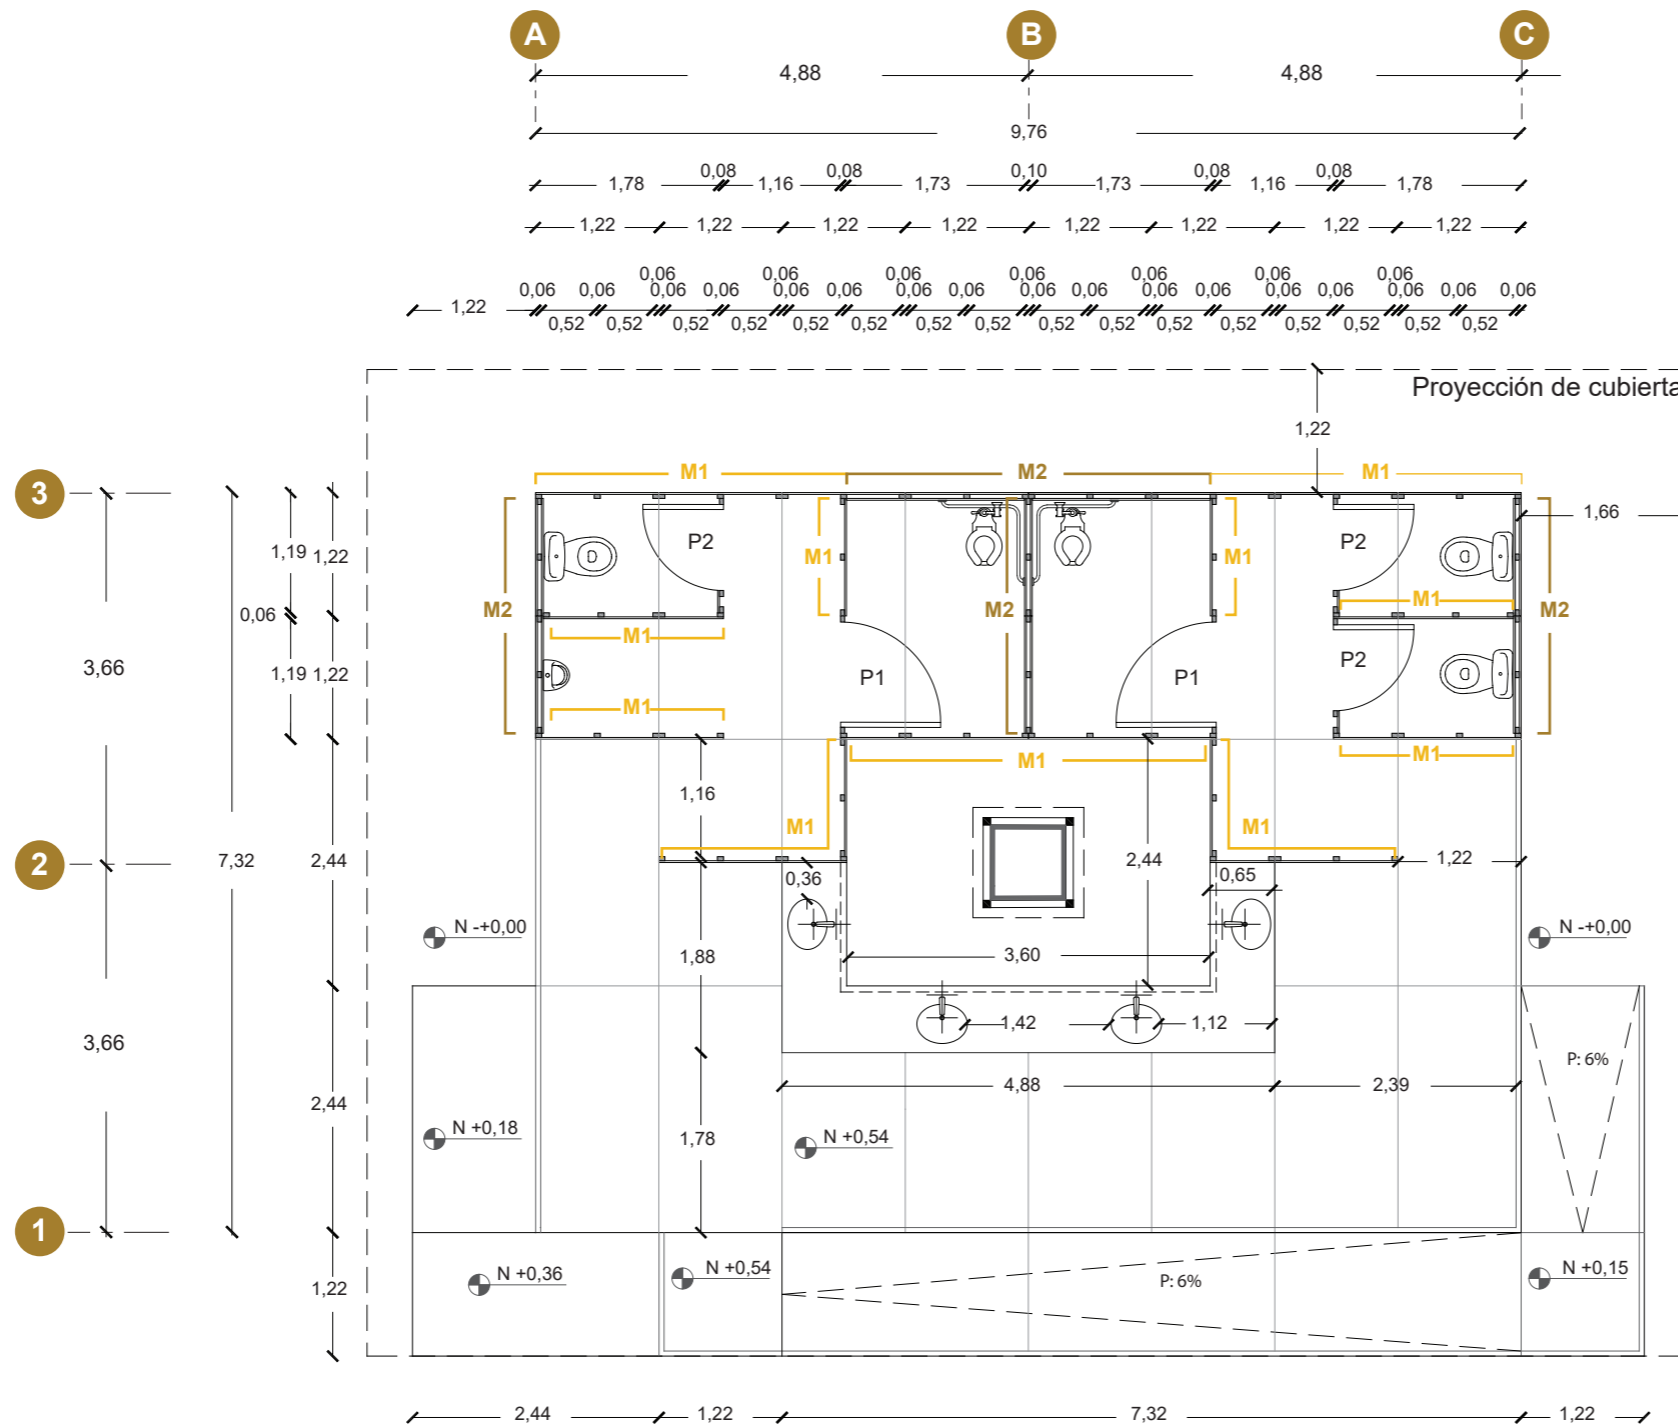 A B C
4,88 4,88
9,76
0,08 0,08 0,10 0,08 0,08
1,78 1,16 1,73 1,73 1,16 1,78
1,22 1,22 1,22 1,22 1,22 1,22 1,22 1,22
0,06 0,06 0,06 0,06 0,06 0,06 0,06
0,06 0,06 0,06 0,06 0,06 0,06 0,06 0,06 0,06 0,06 0,06 0,06 0,06 0,06 0,06 0,06 0,06
1,22
0,52 0,52 0,52 0,52 0,52 0,52 0,52 0,52 0,52 0,52 0,52 0,52 0,52 0,52 0,52 0,52
Proyección de cubierta
1,22
M1 M2 M1
3
1,66
P2 P2
1,19 1,22 M1 M1
M2 M2 M1 M2
0,06
M1
3,66 P2
1,19 1,22 P1 P1
M1
M1 M1
1,16
M1 M1
2 7,32 2,44 2,44 1,22
0,36 0,65
N -+0,00 N -+0,00
1,88 3,60
1,42 1,12
3,66
P: 6%
4,88 2,39
2,44
N +0,18 1,78 N +0,54
1
N +0,36 N +0,54 P: 6% N +0,15
1,22
2,44 1,22 7,32 1,22